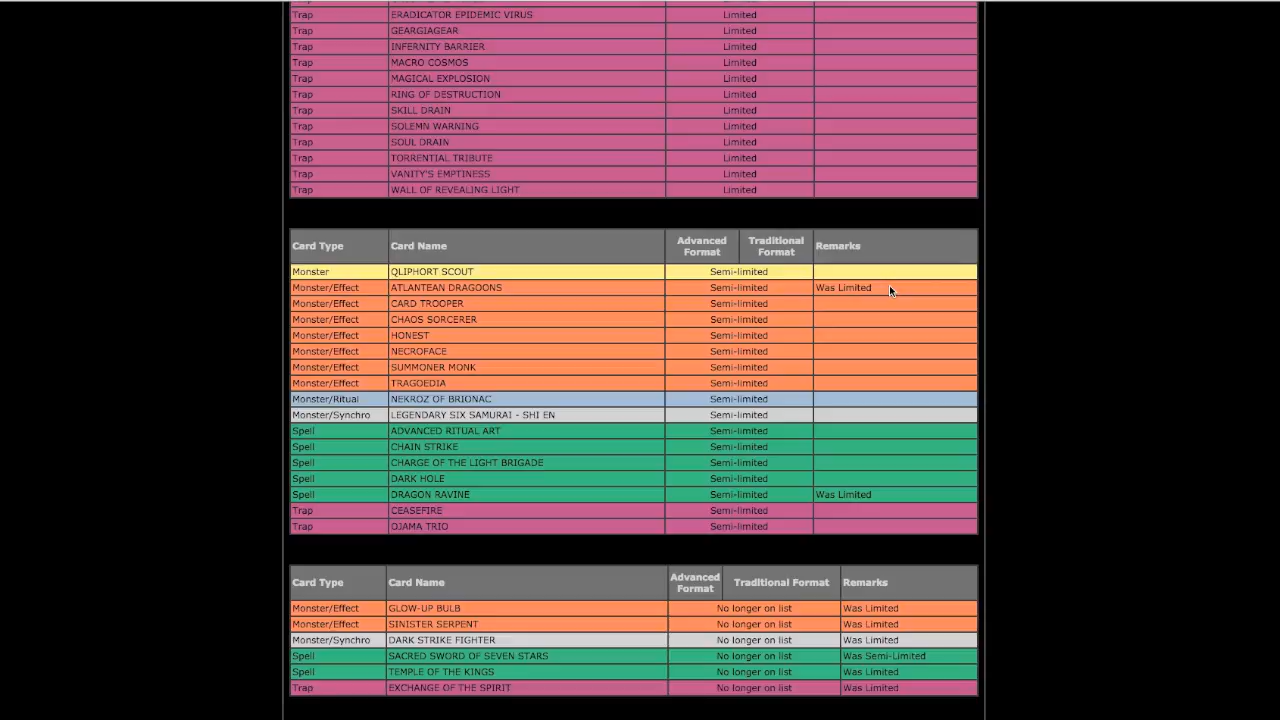 Trap ERADICATOR EPIDEMIC VIRUS Limited
Trap GEARGIAGEAR Limited
Trap INFERNITY BARRIER Limited
Trap MACRO COSMOS Limited
Trap MAGICAL EXPLOSION Limited
Trap RING OF DESTRUCTION Limited
Trap SKILL DRAIN Limited
Trap SOLEMN WARNING Limited
Trap SOUL DRAIN Limited
Trap TORRENTIAL TRIBUTE Limited
Trap VANITY'S EMPTINESS Limited
Trap WALL OF REVEALING LIGHT Limited
Card Type Card Name Advanced Format Traditional Format Remarks
Monster QLIPHORT SCOUT Semi-limited
Monster/Effect ATLANTEAN DRAGOONS Semi-limited Was Limited
Monster/Effect CARD TROOPER Semi-limited
Monster/Effect CHAOS SORCERER Semi-limited
Monster/Effect HONEST Semi-limited
Monster/Effect NECROFACE Semi-limited
Monster/Effect SUMMONER MONK Semi-limited
Monster/Effect TRAGOEDIA Semi-limited
Monster/Ritual NEKROZ OF BRIONAC Semi-limited
Monster/Synchro LEGENDARY SIX SAMURAI - SHI EN Semi-limited
Spell ADVANCED RITUAL ART Semi-limited
Spell CHAIN STRIKE Semi-limited
Spell CHARGE OF THE LIGHT BRIGADE Semi-limited
Spell DARK HOLE Semi-limited
Spell DRAGON RAVINE Semi-limited Was Limited
Trap CEASEFIRE Semi-limited
Trap OJAMA TRIO Semi-limited
Card Type Card Name Advanced Format Traditional Format Remarks
Monster/Effect GLOW-UP BULB No longer on list Was Limited
Monster/Effect SINISTER SERPENT No longer on list Was Limited
Monster/Synchro DARK STRIKE FIGHTER No longer on list Was Limited
Spell SACRED SWORD OF SEVEN STARS No longer on list Was Semi-Limited
Spell TEMPLE OF THE KINGS No longer on list Was Limited
Trap EXCHANGE OF THE SPIRIT No longer on list Was Limited